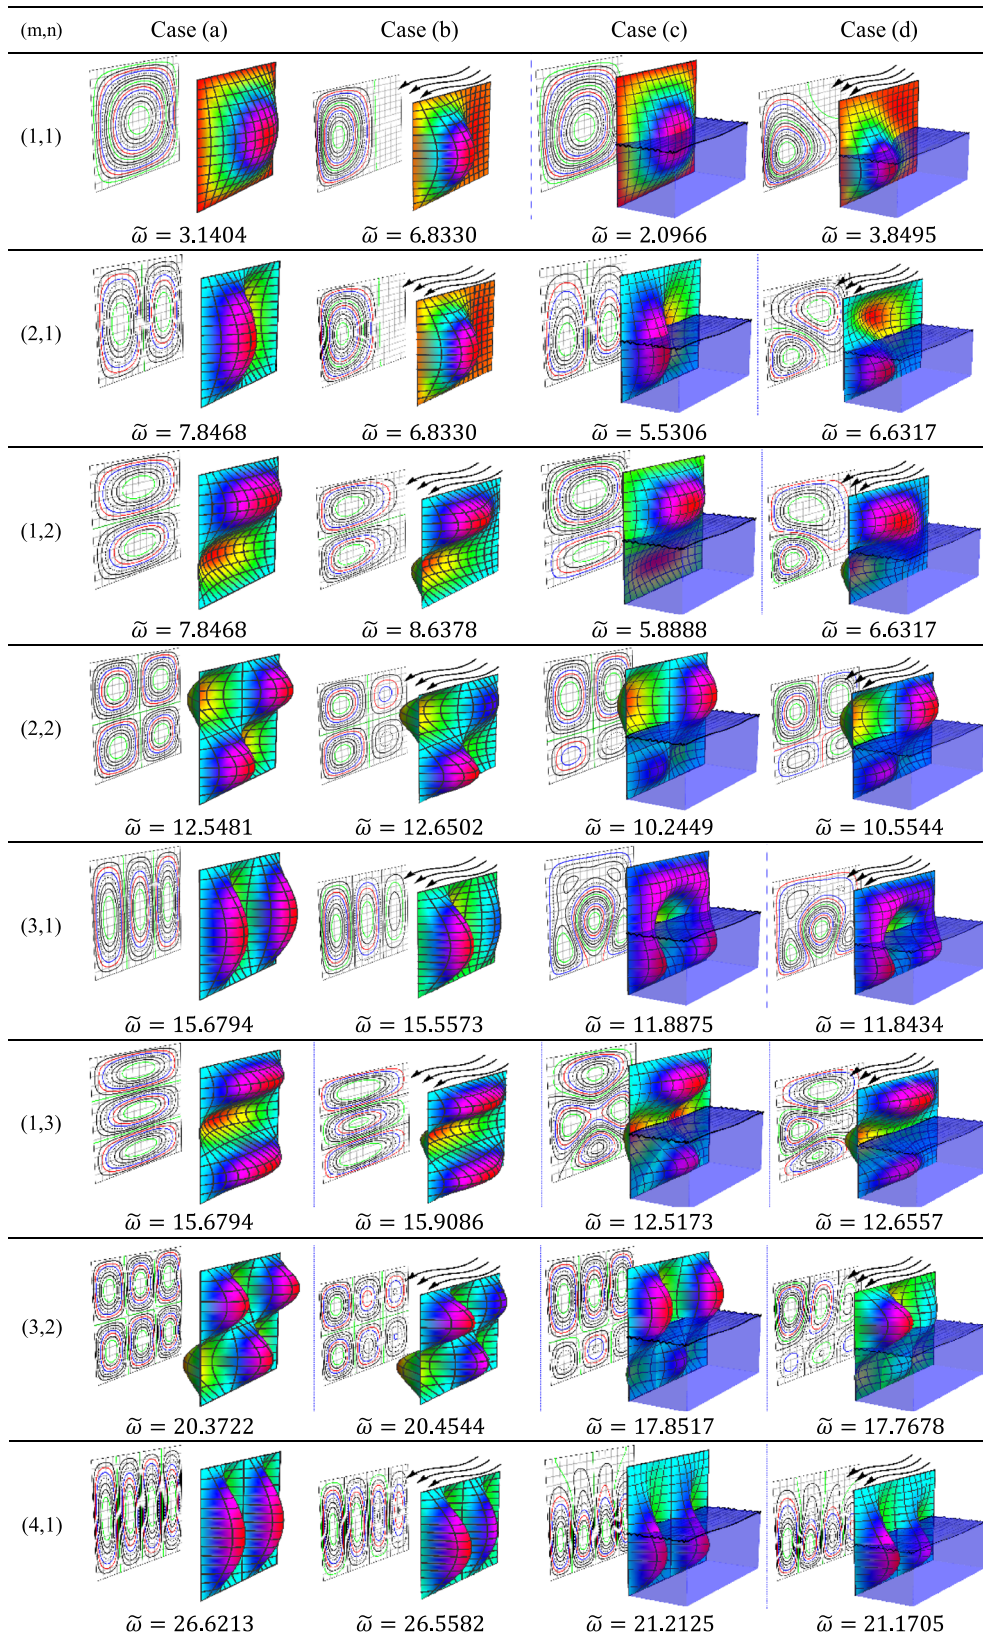 (m,n) Case (a) Case (b) Case (c) Case (d)
(1,1)
ω̃ = 3.1404 ω̃ = 6.8330 ω̃ = 2.0966 ω̃ = 3.8495
(2,1)
ω̃ = 7.8468 ω̃ = 6.8330 ω̃ = 5.5306 ω̃ = 6.6317
(1,2)
ω̃ = 7.8468 ω̃ = 8.6378 ω̃ = 5.8888 ω̃ = 6.6317
(2,2)
ω̃ = 12.5481 ω̃ = 12.6502 ω̃ = 10.2449 ω̃ = 10.5544
(3,1)
ω̃ = 15.6794 ω̃ = 15.5573 ω̃ = 11.8875 ω̃ = 11.8434
(1,3)
ω̃ = 15.6794 ω̃ = 15.9086 ω̃ = 12.5173 ω̃ = 12.6557
(3,2)
ω̃ = 20.3722 ω̃ = 20.4544 ω̃ = 17.8517 ω̃ = 17.7678
(4,1)
ω̃ = 26.6213 ω̃ = 26.5582 ω̃ = 21.2125 ω̃ = 21.1705